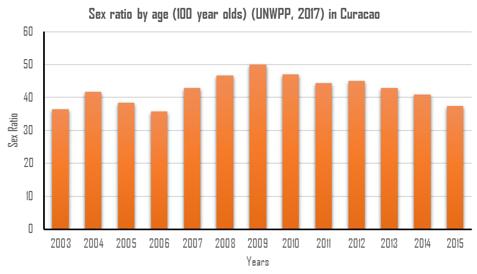 Sex ratio by age (100 year olds) (UNWPP, 2017) in Curacao
60
50
40
30
20
10
0
Sex Ratio
2003 2004 2005 2006 2007 2008 2009 2010 2011 2012 2013 2014 2015
Years